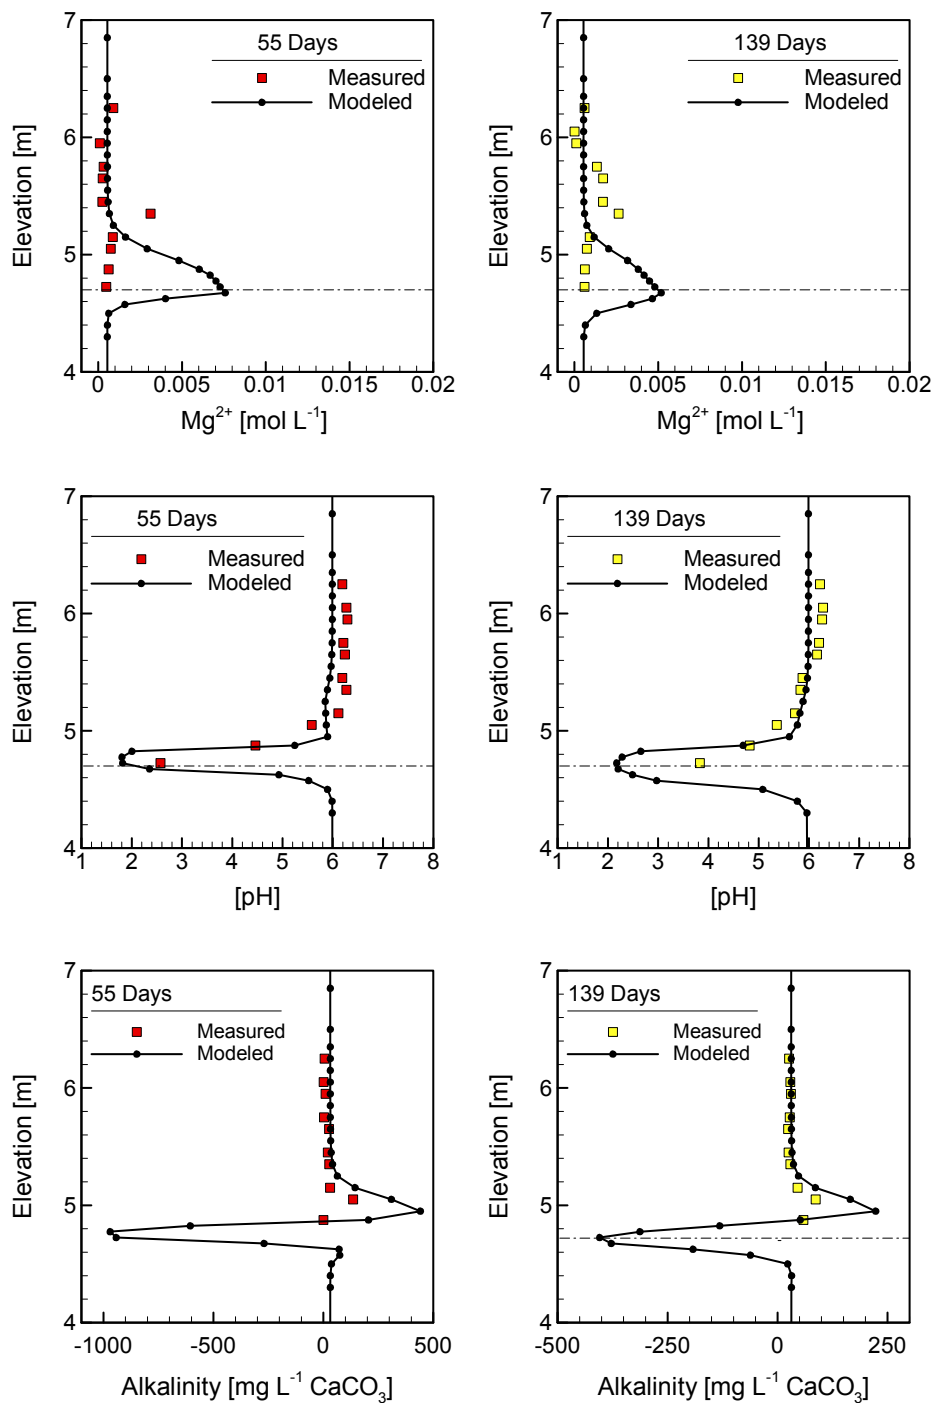 7
6
5
4
Elevation [m]
55 Days
Measured
Modeled
0 0.005 0.01 0.015 0.02
Mg²⁺ [mol L⁻¹]
7
6
5
4
Elevation [m]
139 Days
Measured
Modeled
0 0.005 0.01 0.015 0.02
Mg²⁺ [mol L⁻¹]
7
6
5
4
Elevation [m]
55 Days
Measured
Modeled
1 2 3 4 5 6 7 8
[pH]
7
6
5
4
Elevation [m]
139 Days
Measured
Modeled
1 2 3 4 5 6 7 8
[pH]
7
6
5
4
Elevation [m]
55 Days
Measured
Modeled
-1000 -500 0 500
Alkalinity [mg L⁻¹ CaCO₃]
7
6
5
4
Elevation [m]
139 Days
Measured
Modeled
-500 -250 0 250
Alkalinity [mg L⁻¹ CaCO₃]